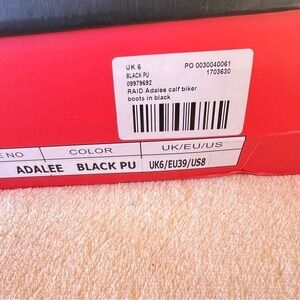 UK 6 PO 0030040061
BLACK PU 1703630
09979692
RAID Adalee calf biker
boots in black
E NO COLOR UK/EU/US
ADALEE BLACK PU UK6/EU39/US8